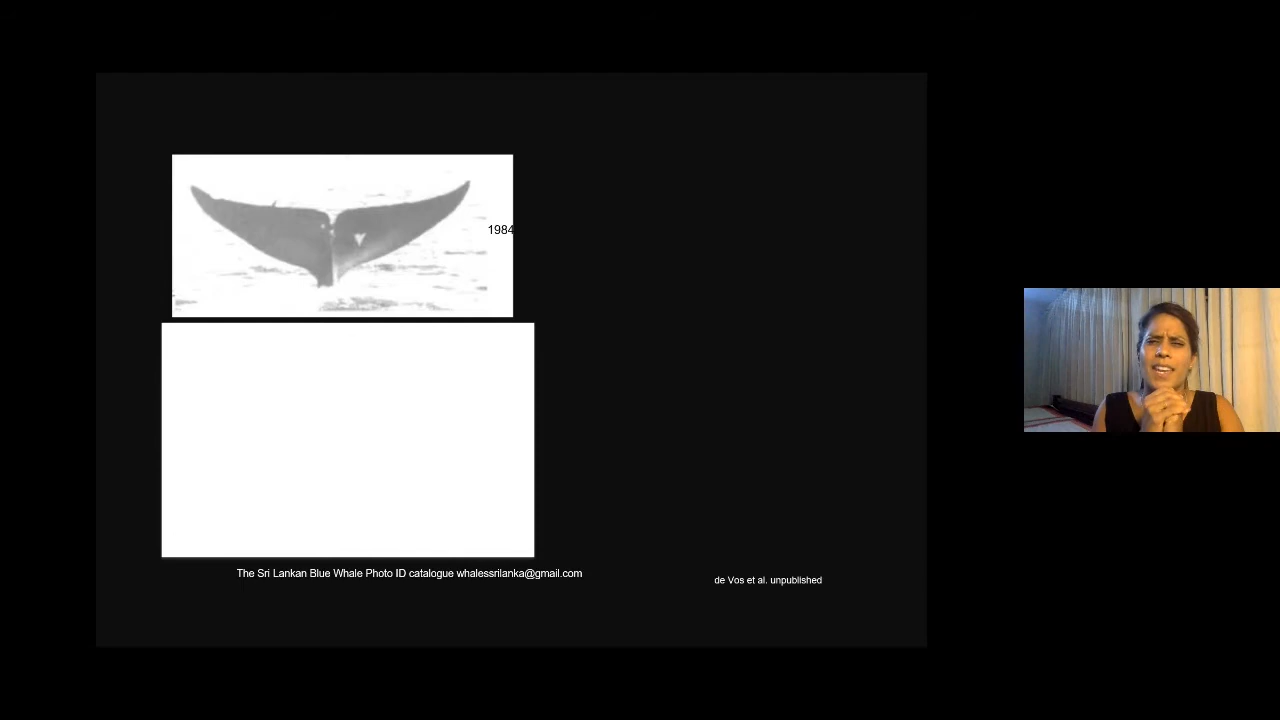 1984
The Sri Lankan Blue Whale Photo ID catalogue whalessrilanka@gmail.com
de Vos et al. unpublished